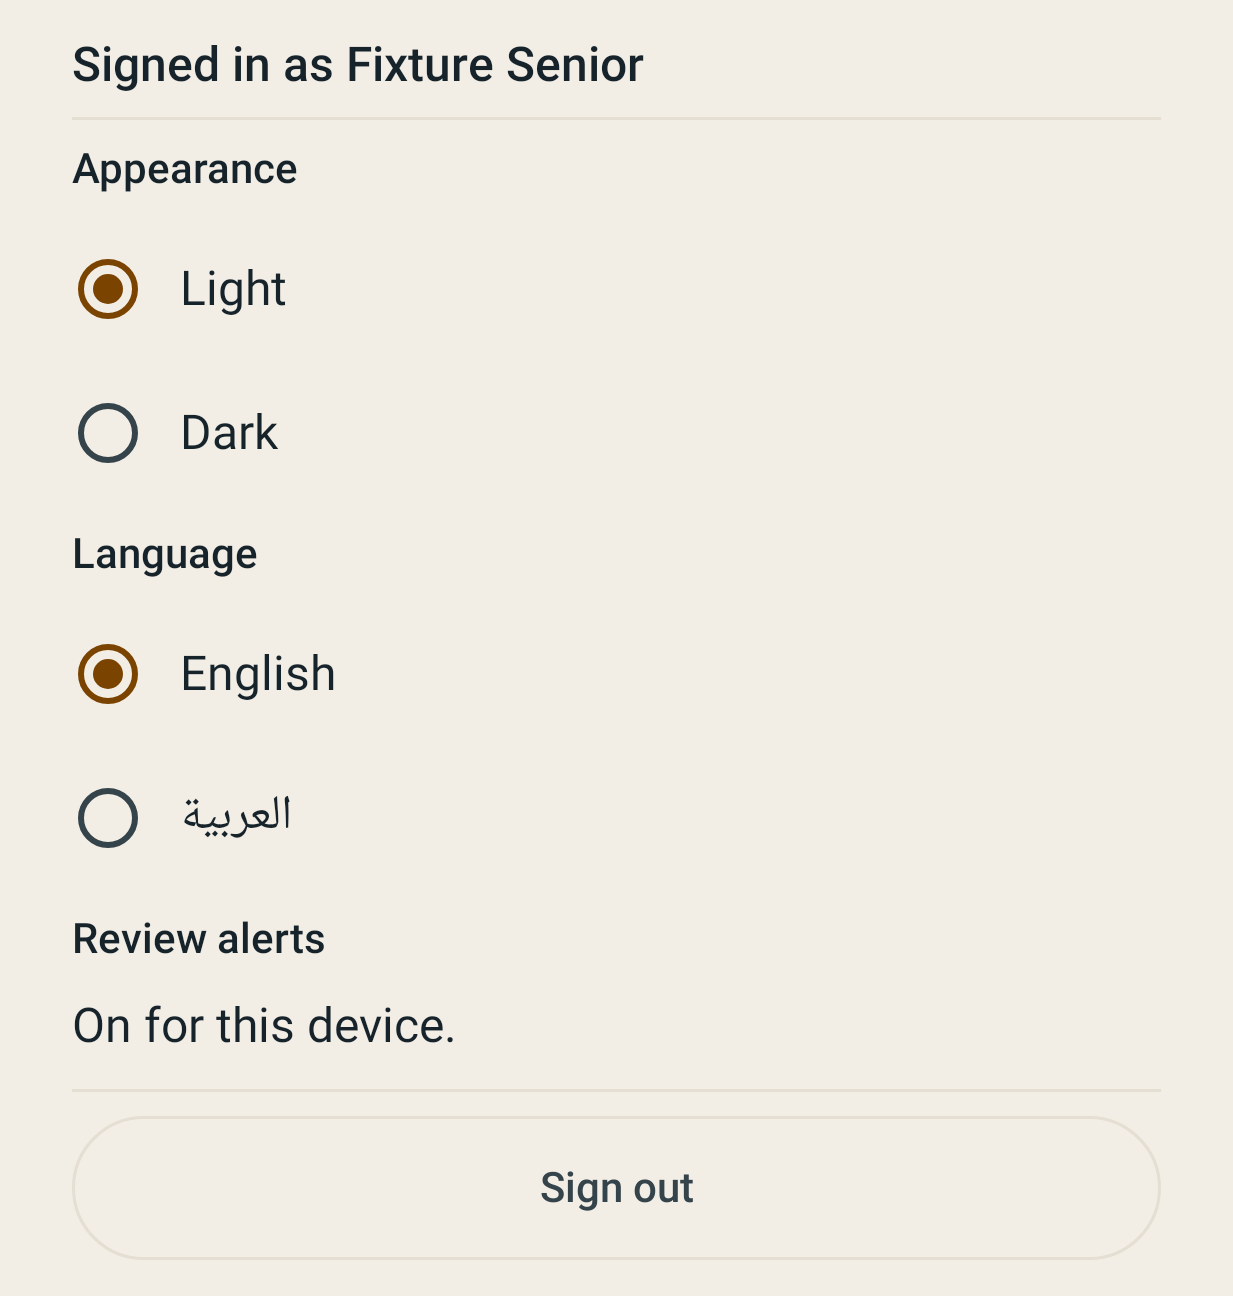 Signed in as Fixture Senior
Appearance
Light
Dark
Language
English
العربية
Review alerts
On for this device.
Sign out